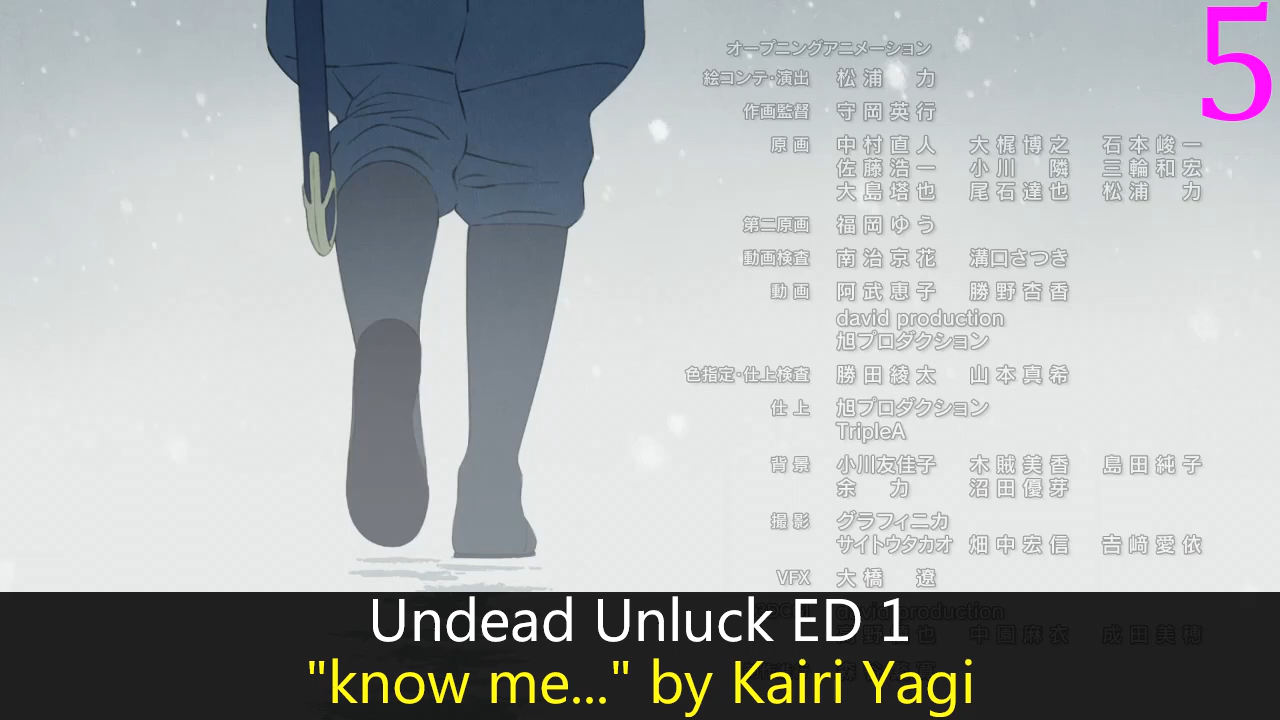 5
オープニングアニメーション
絵コンテ・演出 松浦 力
作画監督 守岡英行
原画 中村直人 大梶博之 石本峻一
佐藤浩一 小川 隣 三輪和宏
大島塔也 尾石達也 松浦 力
第二原画 福岡ゆう
動画検査 南治京花 溝口さつき
動画 阿武恵子 勝野杏香
david production
旭プロダクション
色指定・仕上検査 勝田綾太 山本真希
仕上 旭プロダクション
TripleA
背景 小川友佳子 木賊美香 島田純子
余 力 沼田優芽
撮影 グラフィニカ
サイトウタカオ 畑中宏信 吉﨑愛依
VFX 大橋 遼
david production
中園麻衣 成田美穂
Undead Unluck ED 1
"know me..." by Kairi Yagi